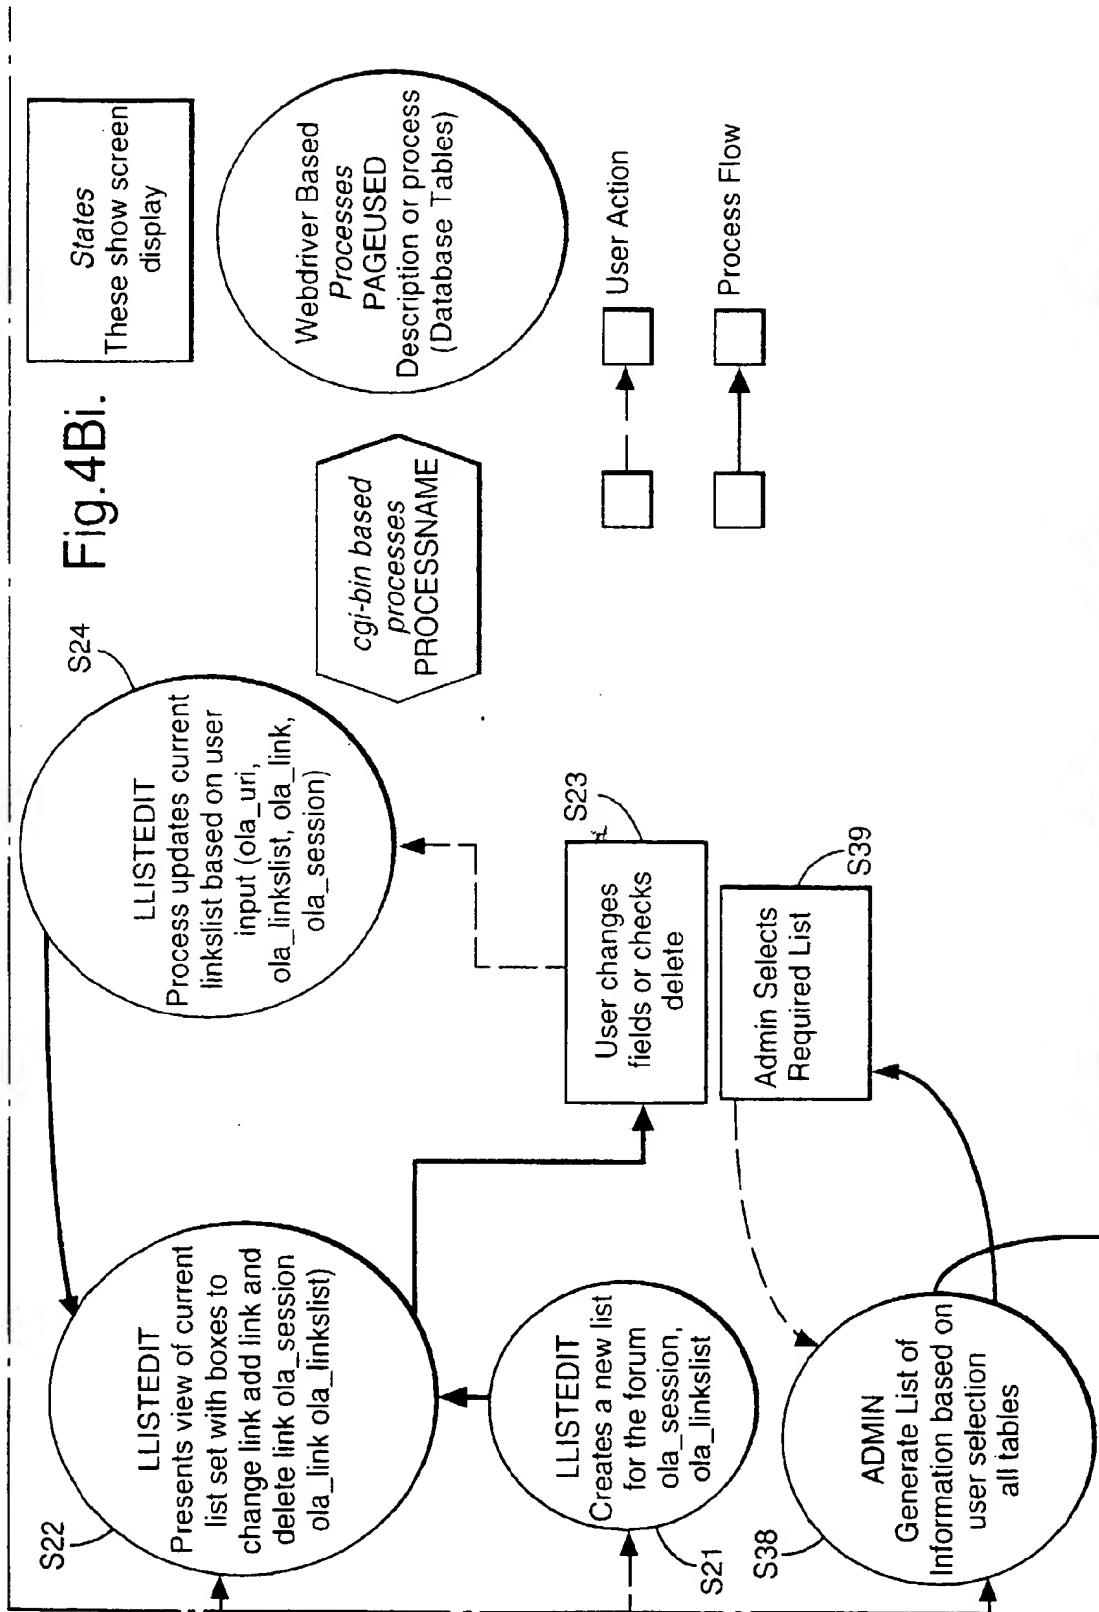 Fig.4Bi.
S22
LLISTEDIT
Presents view of current
list set with boxes to
change link add link and
delete link ola_session
ola_link ola_linkslist)
S24
LLISTEDIT
Process updates current
linkslist based on user
input (ola_uri,
ola_linkslist, ola_link,
ola_session)
States
These show screen
display
cgi-bin based
processes
PROCESSNAME
Webdriver Based
Processes
PAGEUSED
Description or process
(Database Tables)
User Action
Process Flow
LLISTEDIT
Creates a new list
for the forum
ola_session,
ola_linkslist
S21
User changes
fields or checks
delete
S23
S38
ADMIN
Generate List of
Information based on
user selection
all tables
Admin Selects
Required List
S39